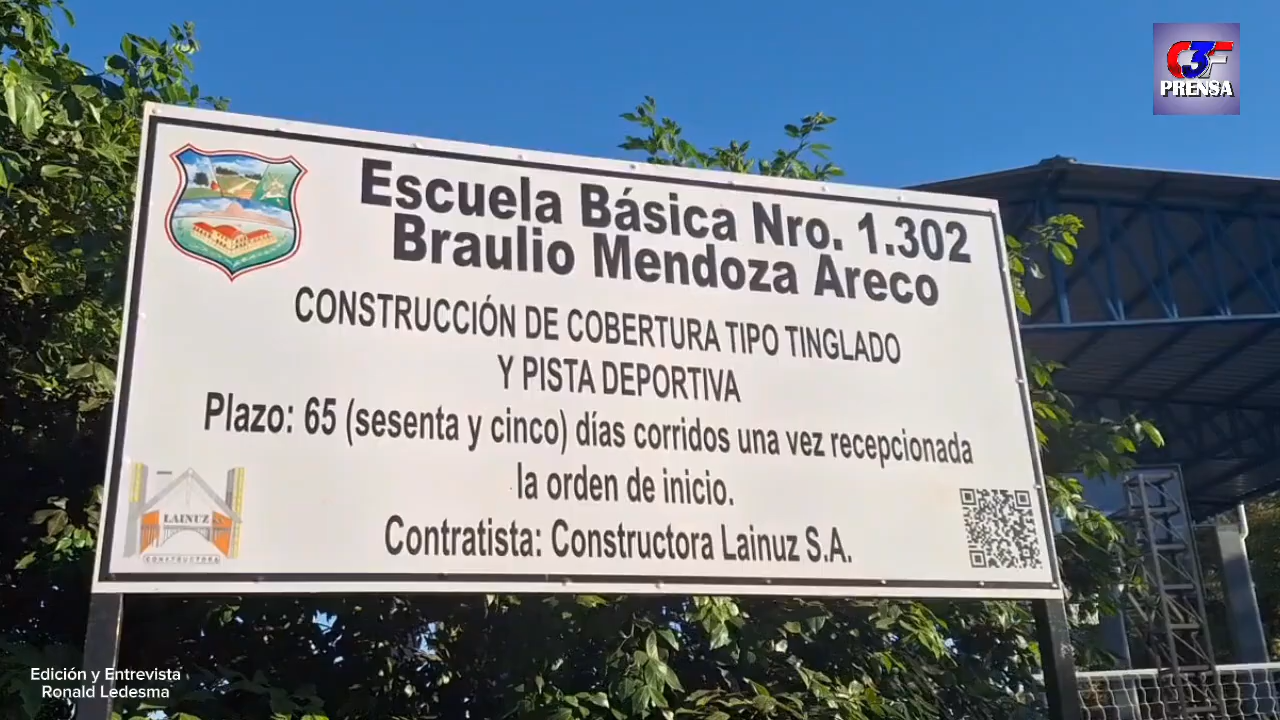 C3F
PRENSA
Escuela Básica Nro. 1.302
Braulio Mendoza Areco
CONSTRUCCIÓN DE COBERTURA TIPO TINGLADO
Y PISTA DEPORTIVA
Plazo: 65 (sesenta y cinco) días corridos una vez recepcionada
la orden de inicio.
Contratista: Constructora Lainuz S.A.
LAINUZ S.A.
CONSTRUCTORA
Edición y Entrevista
Ronald Ledesma